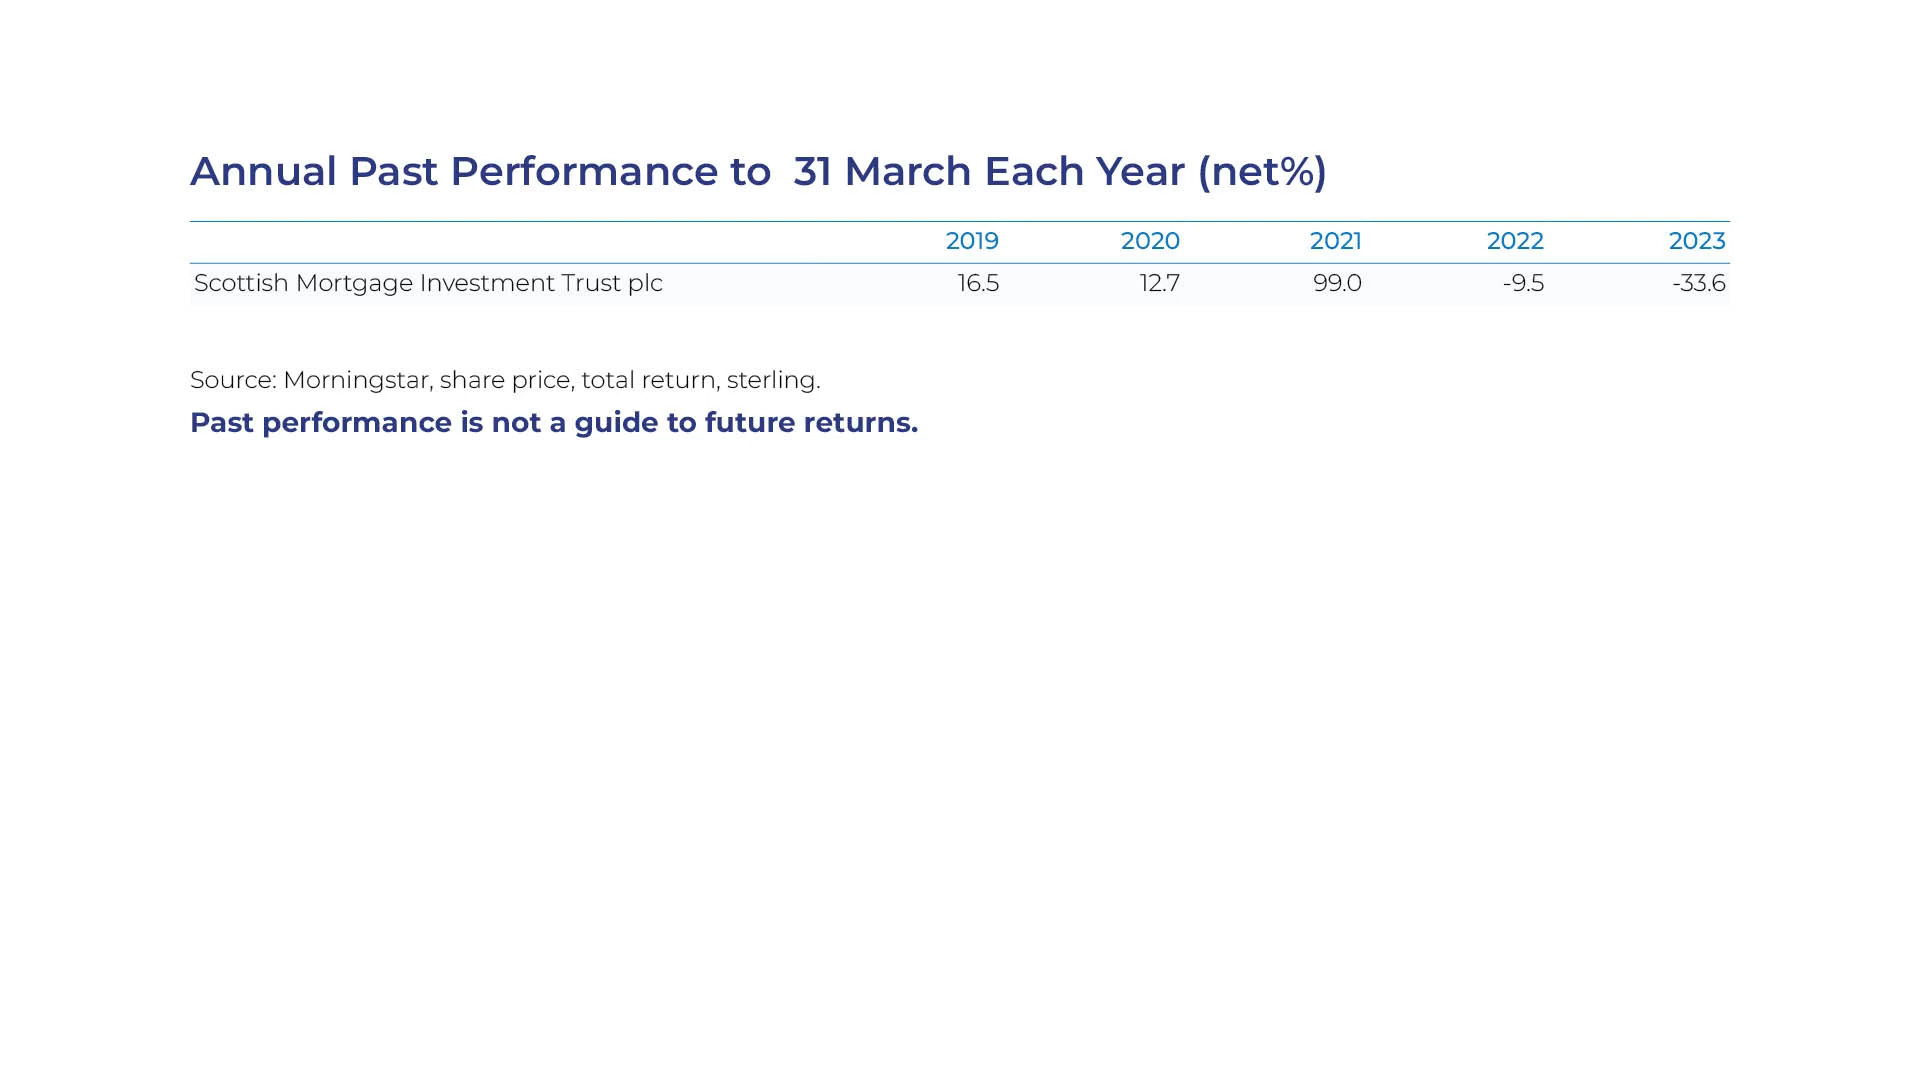 Annual Past Performance to 31 March Each Year (net%)
2019 2020 2021 2022 2023
Scottish Mortgage Investment Trust plc 16.5 12.7 99.0 -9.5 -33.6
Source: Morningstar, share price, total return, sterling.
Past performance is not a guide to future returns.